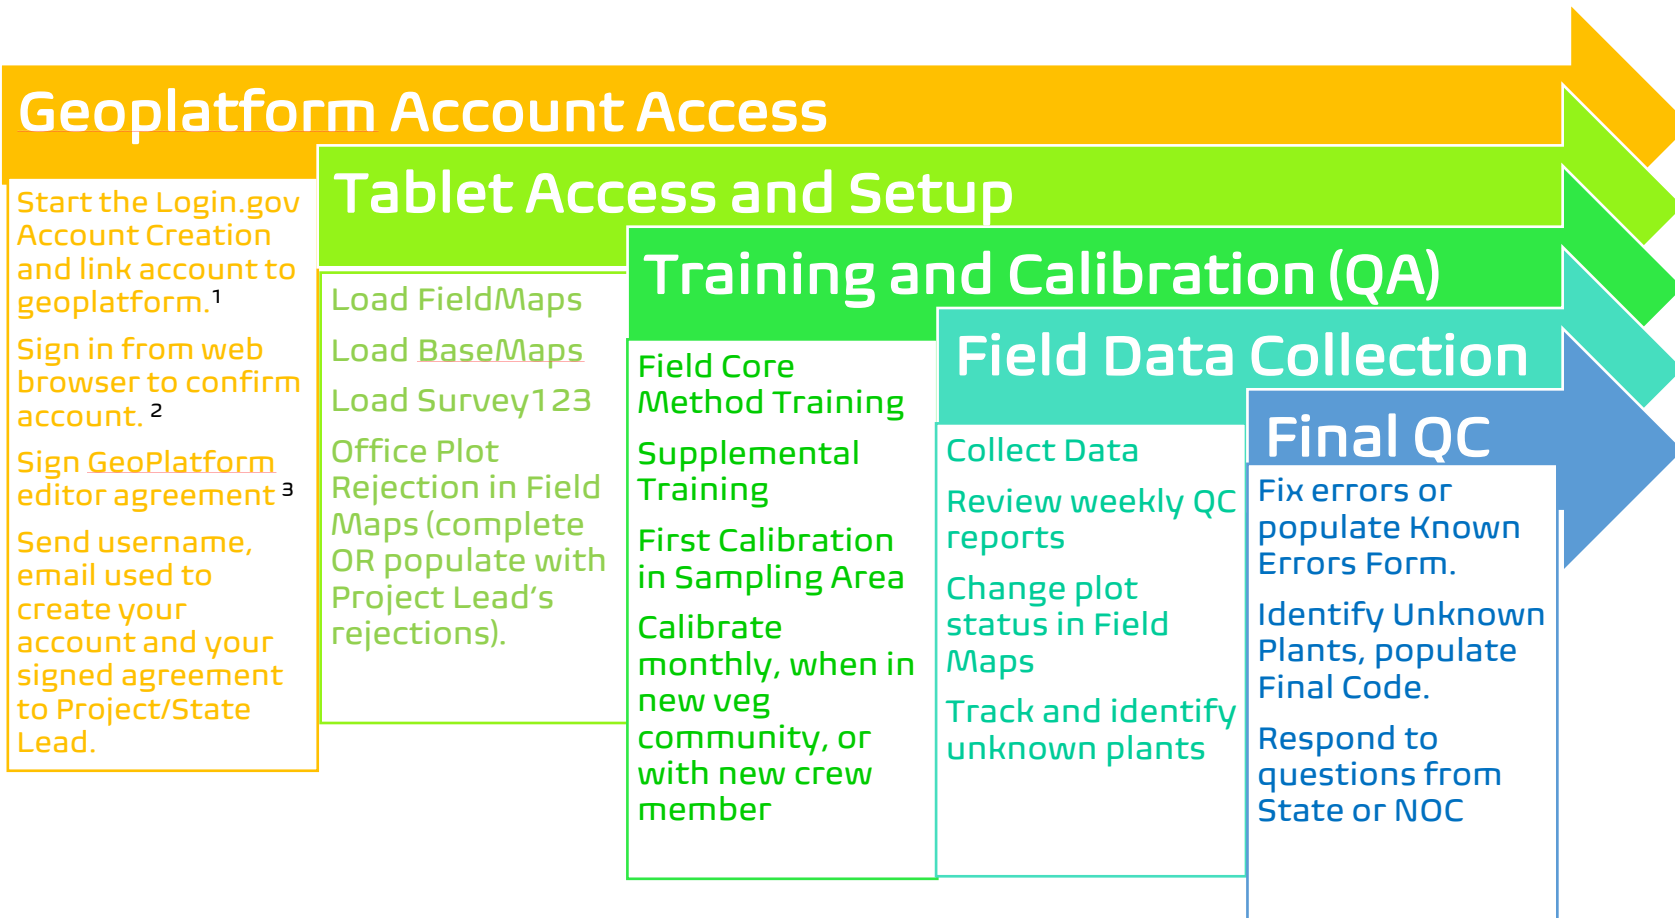 Geoplatform Account Access
Start the Login.gov
Account Creation
and link account to
geoplatform.¹
Sign in from web
browser to confirm
account. ²
Sign GeoPlatform
editor agreement ³
Send username,
email used to
create your
account and your
signed agreement
to Project/State
Lead.
Tablet Access and Setup
Load FieldMaps
Load BaseMaps
Load Survey123
Office Plot
Rejection in Field
Maps (complete
OR populate with
Project Lead’s
rejections).
Training and Calibration (QA)
Field Core
Method Training
Supplemental
Training
First Calibration
in Sampling Area
Calibrate
monthly, when in
new veg
community, or
with new crew
member
Field Data Collection
Collect Data
Review weekly QC
reports
Change plot
status in Field
Maps
Track and identify
unknown plants
Final QC
Fix errors or
populate Known
Errors Form.
Identify Unknown
Plants, populate
Final Code.
Respond to
questions from
State or NOC